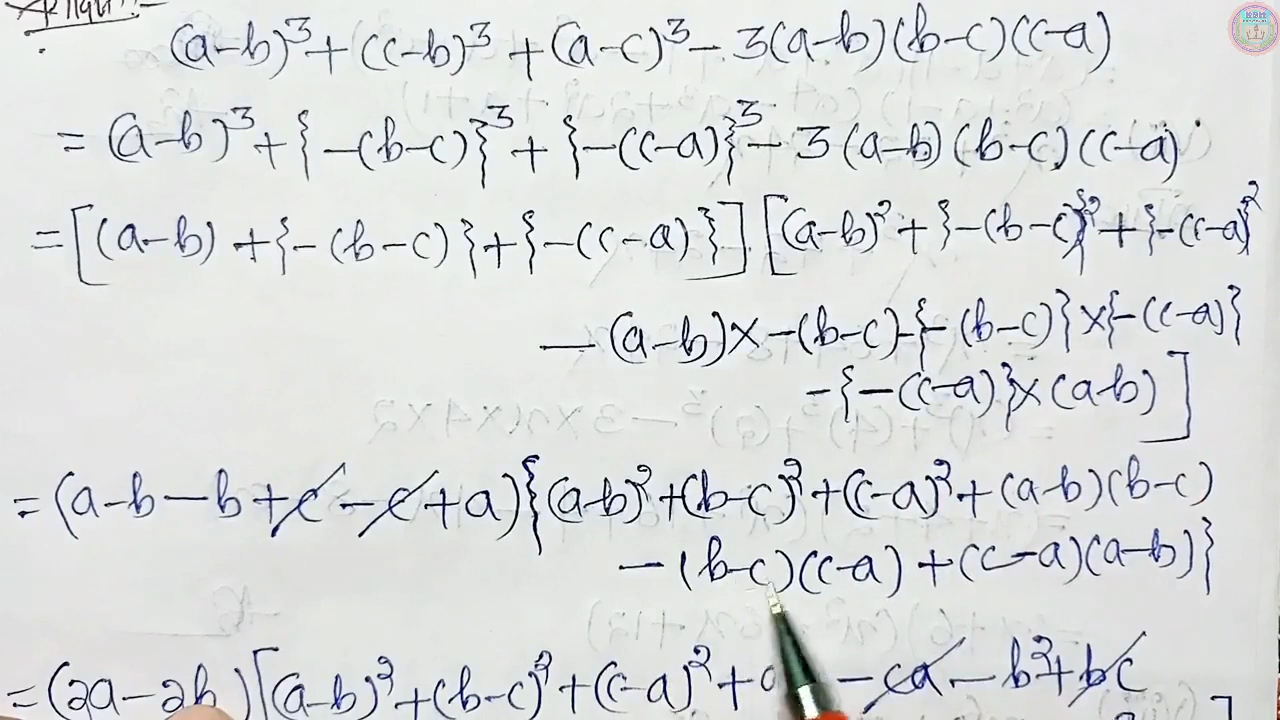 (a-b)³+(c-b)³+(a-c)³-3(a-b)(b-c)(c-a)
=(a-b)³+{-(b-c)}³+{-(c-a)}³-3(a-b)(b-c)(c-a)
=[(a-b)+{-(b-c)}+{-(c-a)}][(a-b)²+{-(b-c)}²+{-(c-a)}²
-(a-b)×-(b-c)-{-(b-c)}×{-(c-a)}
-{-(c-a)}×(a-b)]
=(a-b-b+c-c+a){(a-b)²+(b-c)²+(c-a)²+(a-b)(b-c)
-(b-c)(c-a)+(c-a)(a-b)}
=(2a-2b)[(a-b)²+(b-c)²+(c-a)²+ -ca-b²+bc